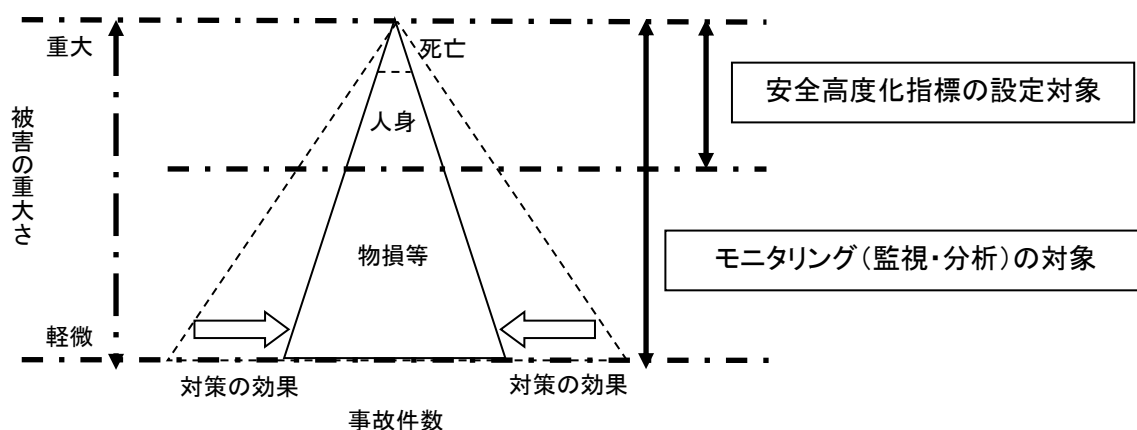 重大
死亡
安全高度化指標の設定対象
人身
被害の重大さ
物損等
モニタリング(監視・分析)の対象
軽微
対策の効果
対策の効果
事故件数